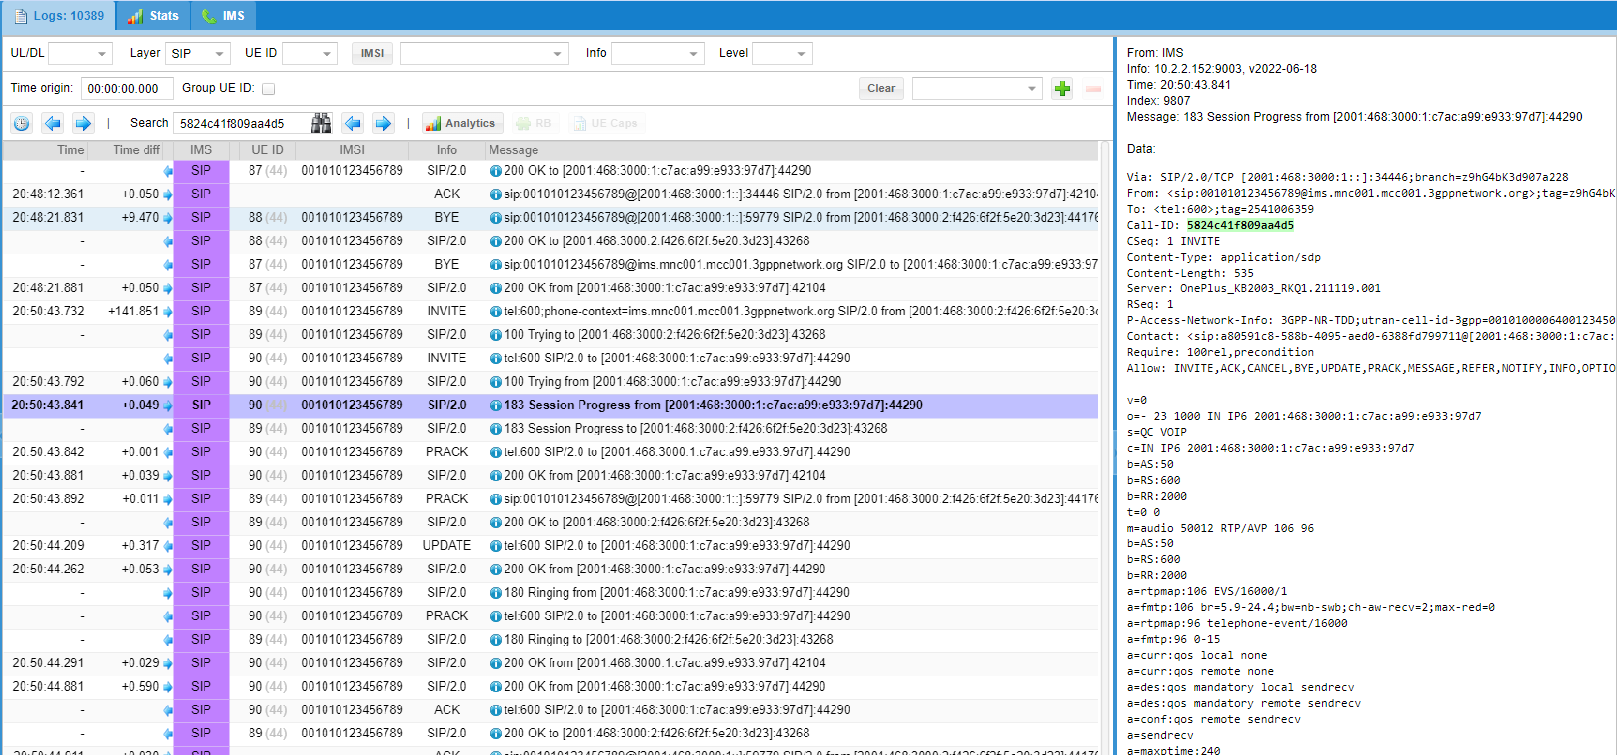 Logs: 10389 Stats IMS
UL/DL Layer SIP UE ID IMSI Info Level
Time origin: 00:00:00.000 Group UE ID: Clear
Search 5824c41f809aa4d5 Analytics RB UE Caps
Time Time diff IMS UE ID IMSI Info Message
- SIP 87 (44) 001010123456789 SIP/2.0 200 OK to [2001:468:3000:1:c7ac:a99:e933:97d7]:44290
20:48:12.361 +0.050 SIP ACK sip:001010123456789@[2001:468:3000:1::]:34446 SIP/2.0 from [2001:468:3000:1:c7ac:a99:e933:97d7]:42104
20:48:21.831 +9.470 SIP 88 (44) 001010123456789 BYE sip:001010123456789@[2001:468:3000:1::]:59779 SIP/2.0 from [2001:468:3000:2:f426:6f2f:5e20:3d23]:44176
- SIP 88 (44) 001010123456789 SIP/2.0 200 OK to [2001:468:3000:2:f426:6f2f:5e20:3d23]:43268
- SIP 87 (44) 001010123456789 BYE sip:001010123456789@ims.mnc001.mcc001.3gppnetwork.org SIP/2.0 to [2001:468:3000:1:c7ac:a99:e933:97
20:48:21.881 +0.050 SIP 87 (44) 001010123456789 SIP/2.0 200 OK from [2001:468:3000:1:c7ac:a99:e933:97d7]:42104
20:50:43.732 +141.851 SIP 89 (44) 001010123456789 INVITE tel:600;phone-context=ims.mnc001.mcc001.3gppnetwork.org SIP/2.0 from [2001:468:3000:2:f426:6f2f:5e20:3d
- SIP 89 (44) 001010123456789 SIP/2.0 100 Trying to [2001:468:3000:2:f426:6f2f:5e20:3d23]:43268
SIP 90 (44) 001010123456789 INVITE tel:600 SIP/2.0 to [2001:468:3000:1:c7ac:a99:e933:97d7]:44290
20:50:43.792 +0.060 SIP 90 (44) 001010123456789 SIP/2.0 100 Trying from [2001:468:3000:1:c7ac:a99:e933:97d7]:44290
20:50:43.841 +0.049 SIP 90 (44) 001010123456789 SIP/2.0 183 Session Progress from [2001:468:3000:1:c7ac:a99:e933:97d7]:44290
- SIP 89 (44) 001010123456789 SIP/2.0 183 Session Progress to [2001:468:3000:2:f426:6f2f:5e20:3d23]:43268
20:50:43.842 +0.001 SIP 90 (44) 001010123456789 PRACK tel:600 SIP/2.0 to [2001:468:3000:1:c7ac:a99:e933:97d7]:44290
20:50:43.881 +0.039 SIP 90 (44) 001010123456789 SIP/2.0 200 OK from [2001:468:3000:1:c7ac:a99:e933:97d7]:42104
20:50:43.892 +0.011 SIP 89 (44) 001010123456789 PRACK sip:001010123456789@[2001:468:3000:1::]:59779 SIP/2.0 from [2001:468:3000:2:f426:6f2f:5e20:3d23]:44176
- SIP 89 (44) 001010123456789 SIP/2.0 200 OK to [2001:468:3000:2:f426:6f2f:5e20:3d23]:43268
20:50:44.209 +0.317 SIP 90 (44) 001010123456789 UPDATE tel:600 SIP/2.0 to [2001:468:3000:1:c7ac:a99:e933:97d7]:44290
20:50:44.262 +0.053 SIP 90 (44) 001010123456789 SIP/2.0 200 OK from [2001:468:3000:1:c7ac:a99:e933:97d7]:44290
- SIP 90 (44) 001010123456789 SIP/2.0 180 Ringing from [2001:468:3000:1:c7ac:a99:e933:97d7]:44290
- SIP 90 (44) 001010123456789 PRACK tel:600 SIP/2.0 to [2001:468:3000:1:c7ac:a99:e933:97d7]:44290
- SIP 89 (44) 001010123456789 SIP/2.0 180 Ringing to [2001:468:3000:2:f426:6f2f:5e20:3d23]:43268
20:50:44.291 +0.029 SIP 90 (44) 001010123456789 SIP/2.0 200 OK from [2001:468:3000:1:c7ac:a99:e933:97d7]:42104
20:50:44.881 +0.590 SIP 90 (44) 001010123456789 SIP/2.0 200 OK from [2001:468:3000:1:c7ac:a99:e933:97d7]:44290
- SIP 90 (44) 001010123456789 ACK tel:600 SIP/2.0 to [2001:468:3000:1:c7ac:a99:e933:97d7]:44290
- SIP 89 (44) 001010123456789 SIP/2.0 200 OK to [2001:468:3000:2:f426:6f2f:5e20:3d23]:43268
From: IMS
Info: 10.2.2.152:9003, v2022-06-18
Time: 20:50:43.841
Index: 9807
Message: 183 Session Progress from [2001:468:3000:1:c7ac:a99:e933:97d7]:44290
Data:
Via: SIP/2.0/TCP [2001:468:3000:1::]:34446;branch=z9hG4bK3d907a228
From: <sip:001010123456789@ims.mnc001.mcc001.3gppnetwork.org>;tag=z9hG4bK
To: <tel:600>;tag=2541006359
Call-ID: 5824c41f809aa4d5
CSeq: 1 INVITE
Content-Type: application/sdp
Content-Length: 535
Server: OnePlus_KB2003_RKQ1.211119.001
RSeq: 1
P-Access-Network-Info: 3GPP-NR-TDD;utran-cell-id-3gpp=0010100006400123450
Contact: <sip:a80591c8-588b-4095-aed0-6388fd799711@[2001:468:3000:1:c7ac:
Require: 100rel,precondition
Allow: INVITE,ACK,CANCEL,BYE,UPDATE,PRACK,MESSAGE,REFER,NOTIFY,INFO,OPTIO
v=0
o=- 23 1000 IN IP6 2001:468:3000:1:c7ac:a99:e933:97d7
s=QC VOIP
c=IN IP6 2001:468:3000:1:c7ac:a99:e933:97d7
b=AS:50
b=RS:600
b=RR:2000
t=0 0
m=audio 50012 RTP/AVP 106 96
b=AS:50
b=RS:600
b=RR:2000
a=rtpmap:106 EVS/16000/1
a=fmtp:106 br=5.9-24.4;bw=nb-swb;ch-aw-recv=2;max-red=0
a=rtpmap:96 telephone-event/16000
a=fmtp:96 0-15
a=curr:qos local none
a=curr:qos remote none
a=des:qos mandatory local sendrecv
a=des:qos mandatory remote sendrecv
a=conf:qos remote sendrecv
a=sendrecv
a=maxptime:240